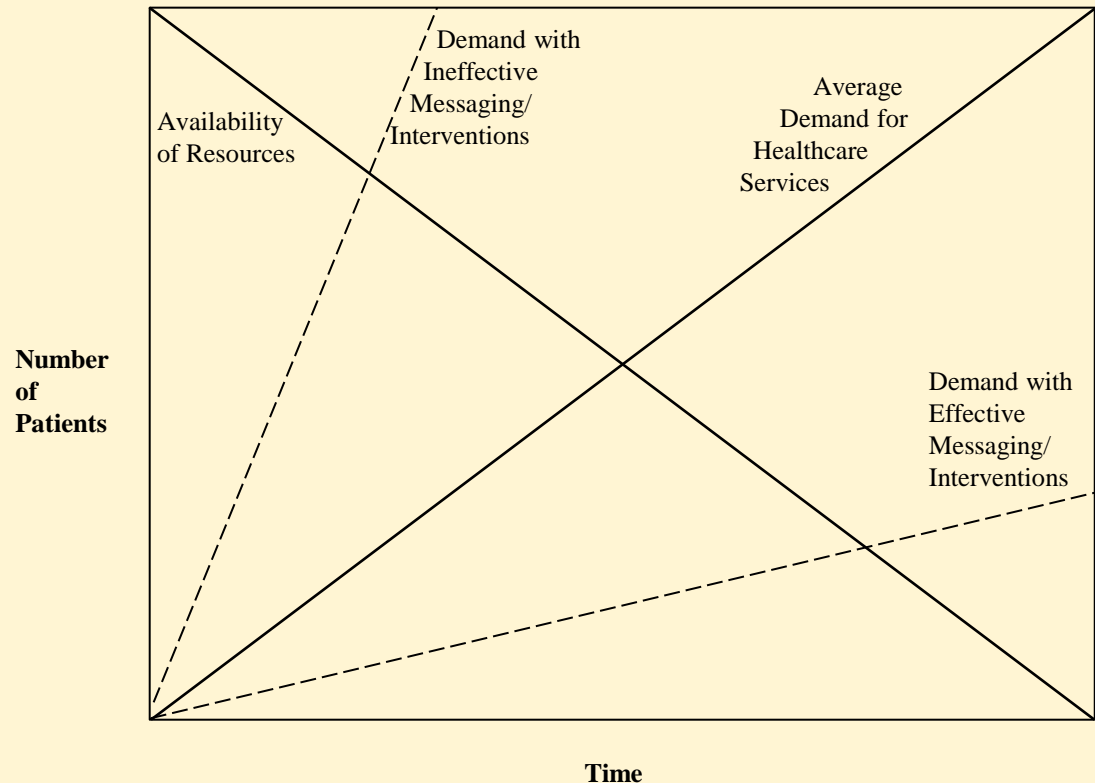 Demand with
Ineffective
Messaging/
Interventions
Availability
of Resources
Average
Demand for
Healthcare
Services
Number
of
Patients
Demand with
Effective
Messaging/
Interventions
Time